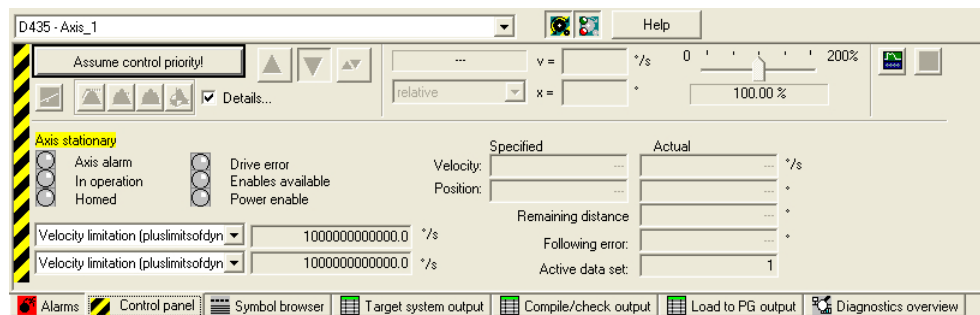 D435 - Axis_1 Help
Assume control priority! --- v = °/s 0 200%
Details... relative x = ° 100.00 %
Axis stationary
Specified Actual
Axis alarm Drive error Velocity: --- --- °/s
In operation Enables available Position: --- --- °
Homed Power enable
Remaining distance --- °
Velocity limitation (pluslimitsofdyn 1000000000000.0 °/s Following error: --- °
Velocity limitation (pluslimitsofdyn 1000000000000.0 °/s Active data set: 1
Alarms Control panel Symbol browser Target system output Compile/check output Load to PG output Diagnostics overview